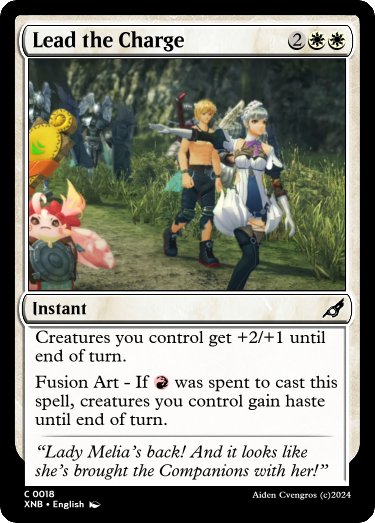 Lead the Charge 2
Instant
Creatures you control get +2/+1 until
end of turn.
Fusion Art - If was spent to cast this
spell, creatures you control gain haste
until end of turn.
“Lady Melia’s back! And it looks like
she’s brought the Companions with her!”
C 0018
XNB • English
Aiden Cvengros (c)2024